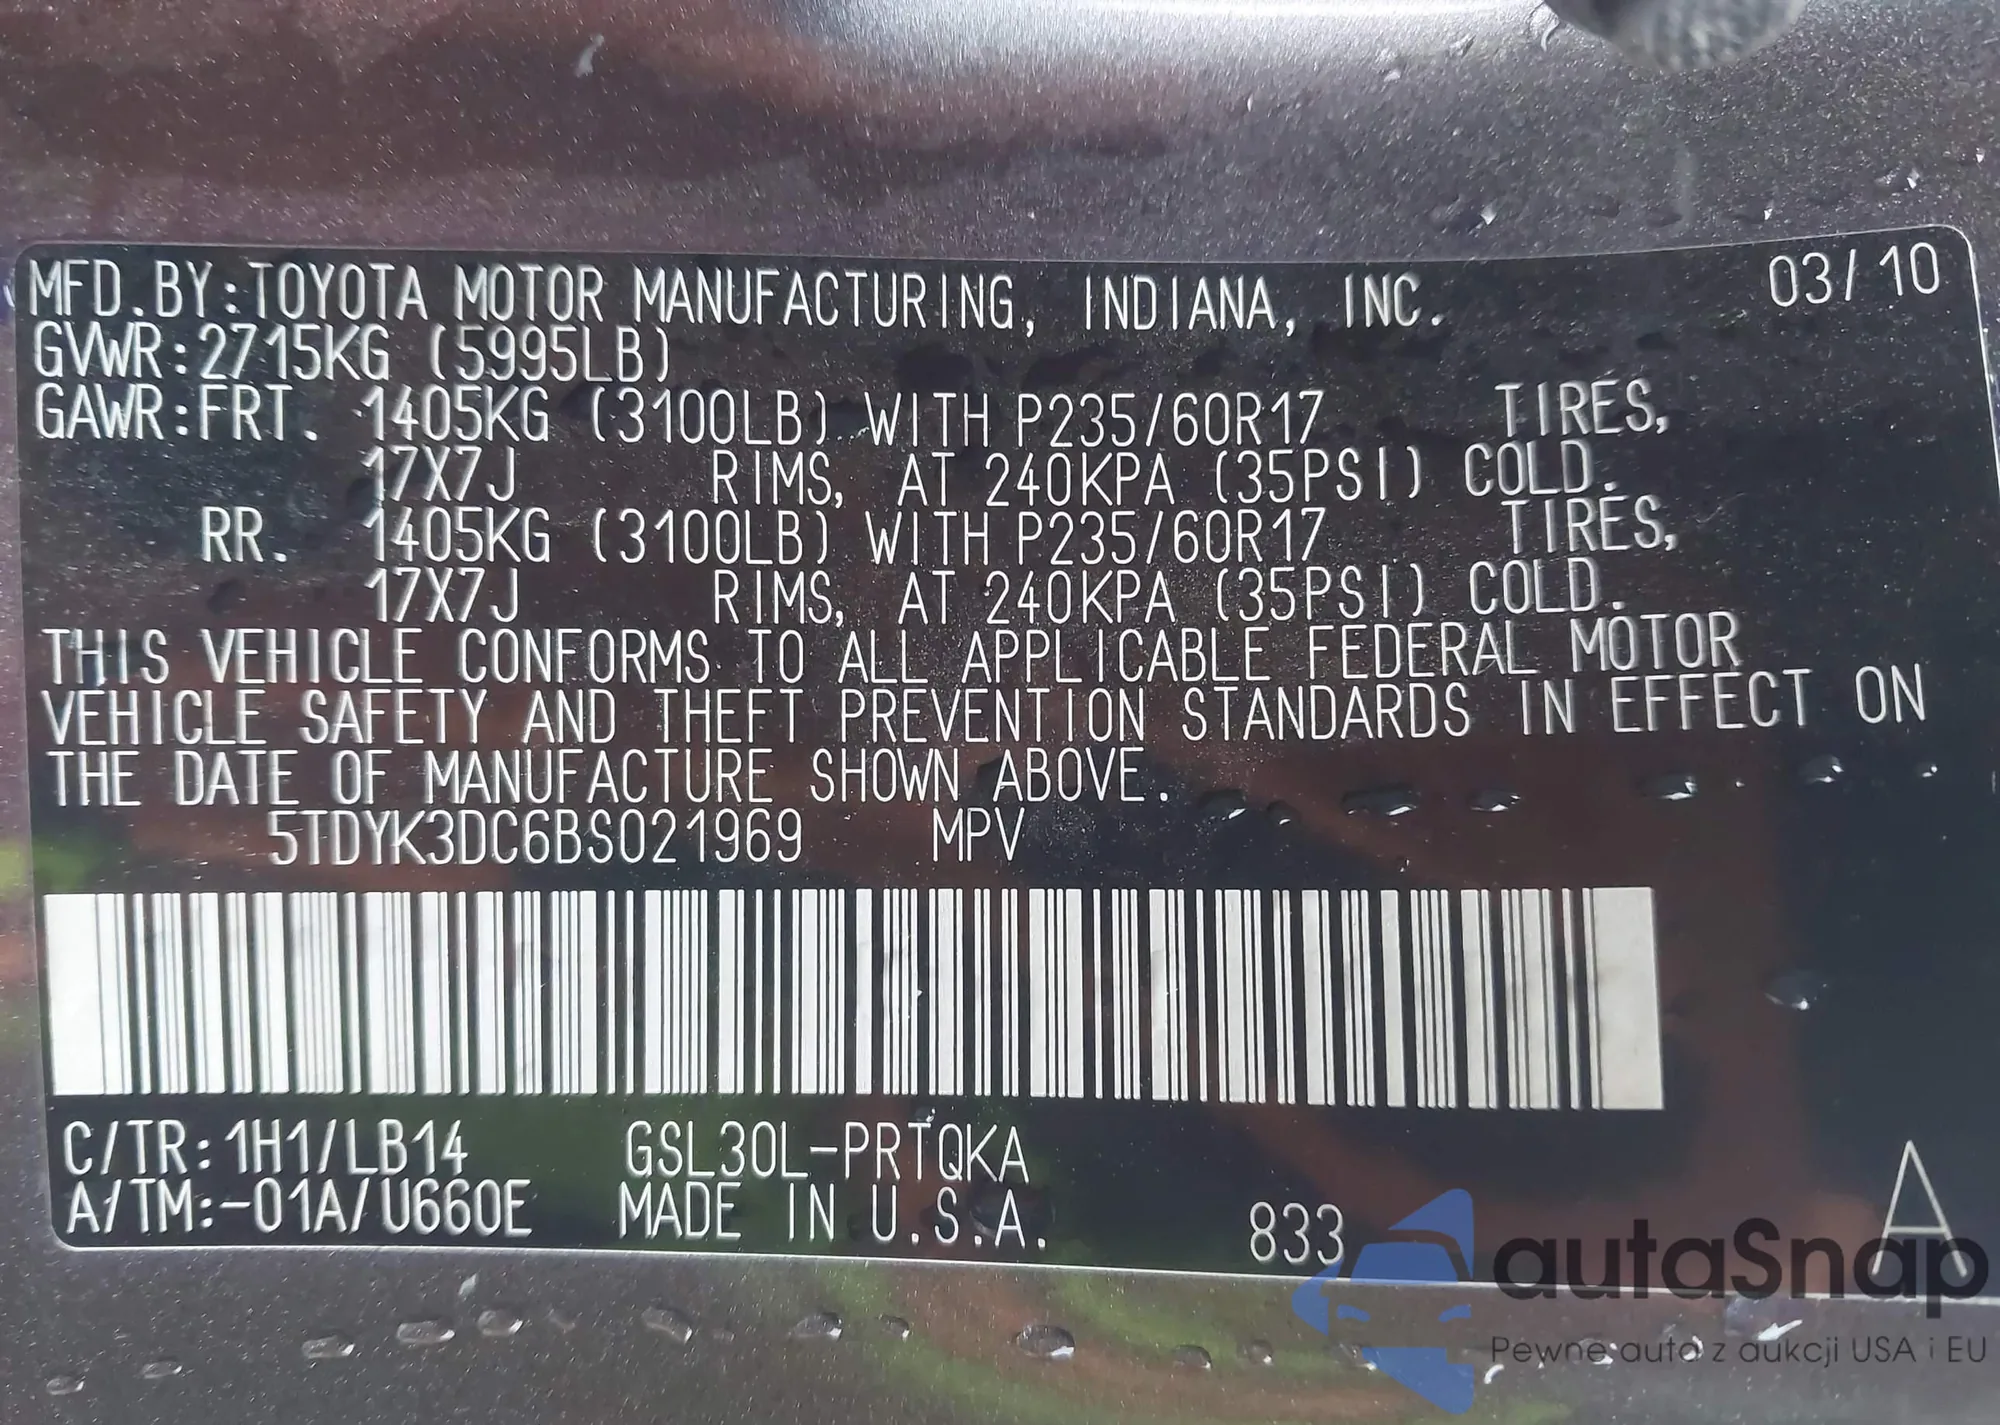 MFD.BY:TOYOTA MOTOR MANUFACTURING, INDIANA, INC. 03/10
GVWR:2715KG (5995LB)
GAWR:FRT. 1405KG (3100LB) WITH P235/60R17 TIRES,
17X7J RIMS, AT 240KPA (35PSI) COLD.
RR. 1405KG (3100LB) WITH P235/60R17 TIRES,
17X7J RIMS, AT 240KPA (35PSI) COLD.
THIS VEHICLE CONFORMS TO ALL APPLICABLE FEDERAL MOTOR
VEHICLE SAFETY AND THEFT PREVENTION STANDARDS IN EFFECT ON
THE DATE OF MANUFACTURE SHOWN ABOVE.
5TDYK3DC6BS021969 MPV
C/TR:1H1/LB14 GSL30L-PRTQKA
A/TM:-01A/U660E MADE IN U.S.A. 833 A
autaSnap
Pewne auta z aukcji USA i EU